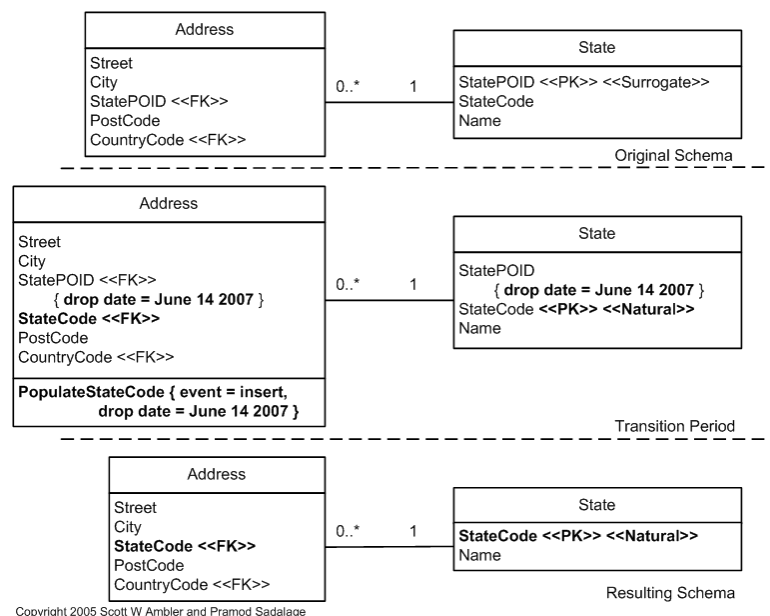 Address
Street
City
StatePOID <<FK>>
PostCode
CountryCode <<FK>>
0..* 1
State
StatePOID <<PK>> <<Surrogate>>
StateCode
Name
Original Schema
Address
Street
City
StatePOID <<FK>>
{ drop date = June 14 2007 }
StateCode <<FK>>
PostCode
CountryCode <<FK>>
PopulateStateCode { event = insert,
drop date = June 14 2007 }
0..* 1
State
StatePOID
{ drop date = June 14 2007 }
StateCode <<PK>> <<Natural>>
Name
Transition Period
Address
Street
City
StateCode <<FK>>
PostCode
CountryCode <<FK>>
0..* 1
State
StateCode <<PK>> <<Natural>>
Name
Resulting Schema
Copyright 2005 Scott W Ambler and Pramod Sadalage